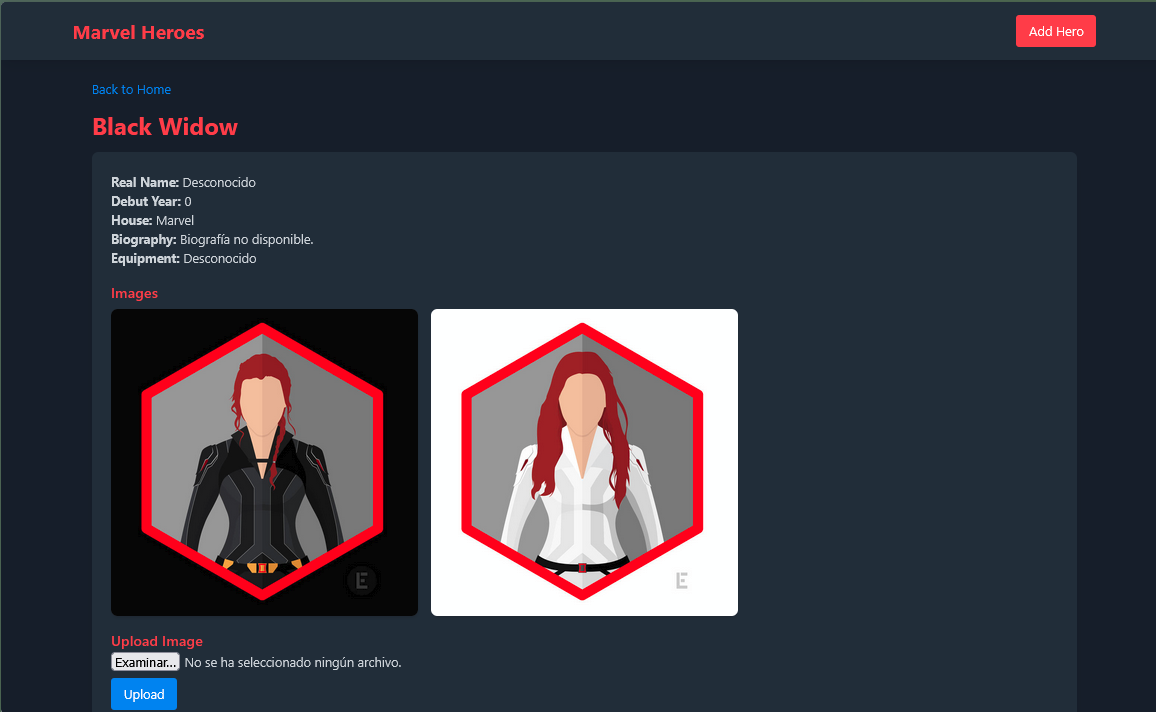 Marvel Heroes
Add Hero
Back to Home
Black Widow
Real Name: Desconocido
Debut Year: 0
House: Marvel
Biography: Biografía no disponible.
Equipment: Desconocido
Images
E
E
Upload Image
Examinar... No se ha seleccionado ningún archivo.
Upload